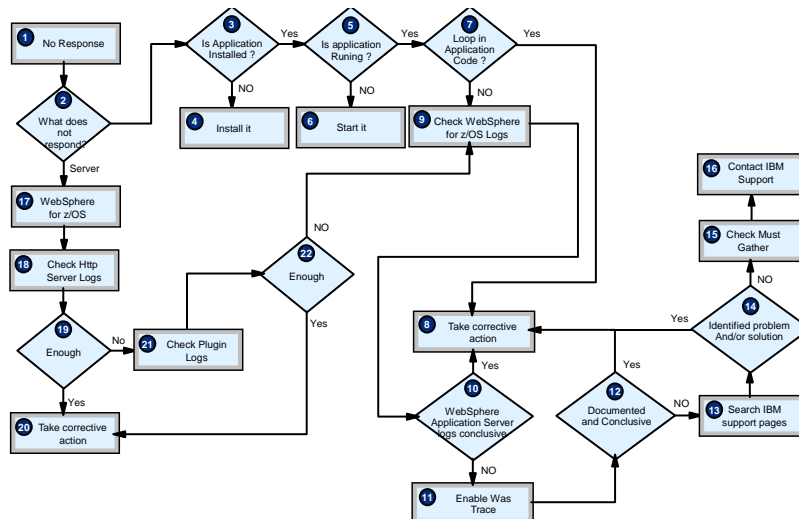 1
No Response
2
What does
not
respond?
Server
3
Is Application
Installed ?
Yes
NO
4
Install it
5
Is application
Runing ?
Yes
NO
6
Start it
7
Loop in
Application
Code ?
Yes
NO
9
Check WebSphere
for z/OS Logs
17
WebSphere
for z/OS
18
Check Http
Server Logs
19
Enough
No
Yes
20
Take corrective
action
21
Check Plugin
Logs
22
Enough
NO
Yes
8
Take corrective
action
Yes
10
WebSphere
Application Server
logs conclusive
NO
11
Enable Was
Trace
12
Documented
and Conclusive
Yes
NO
13
Search IBM
support pages
14
Identified problem
And/or solution
Yes
NO
15
Check Must
Gather
16
Contact IBM
Support